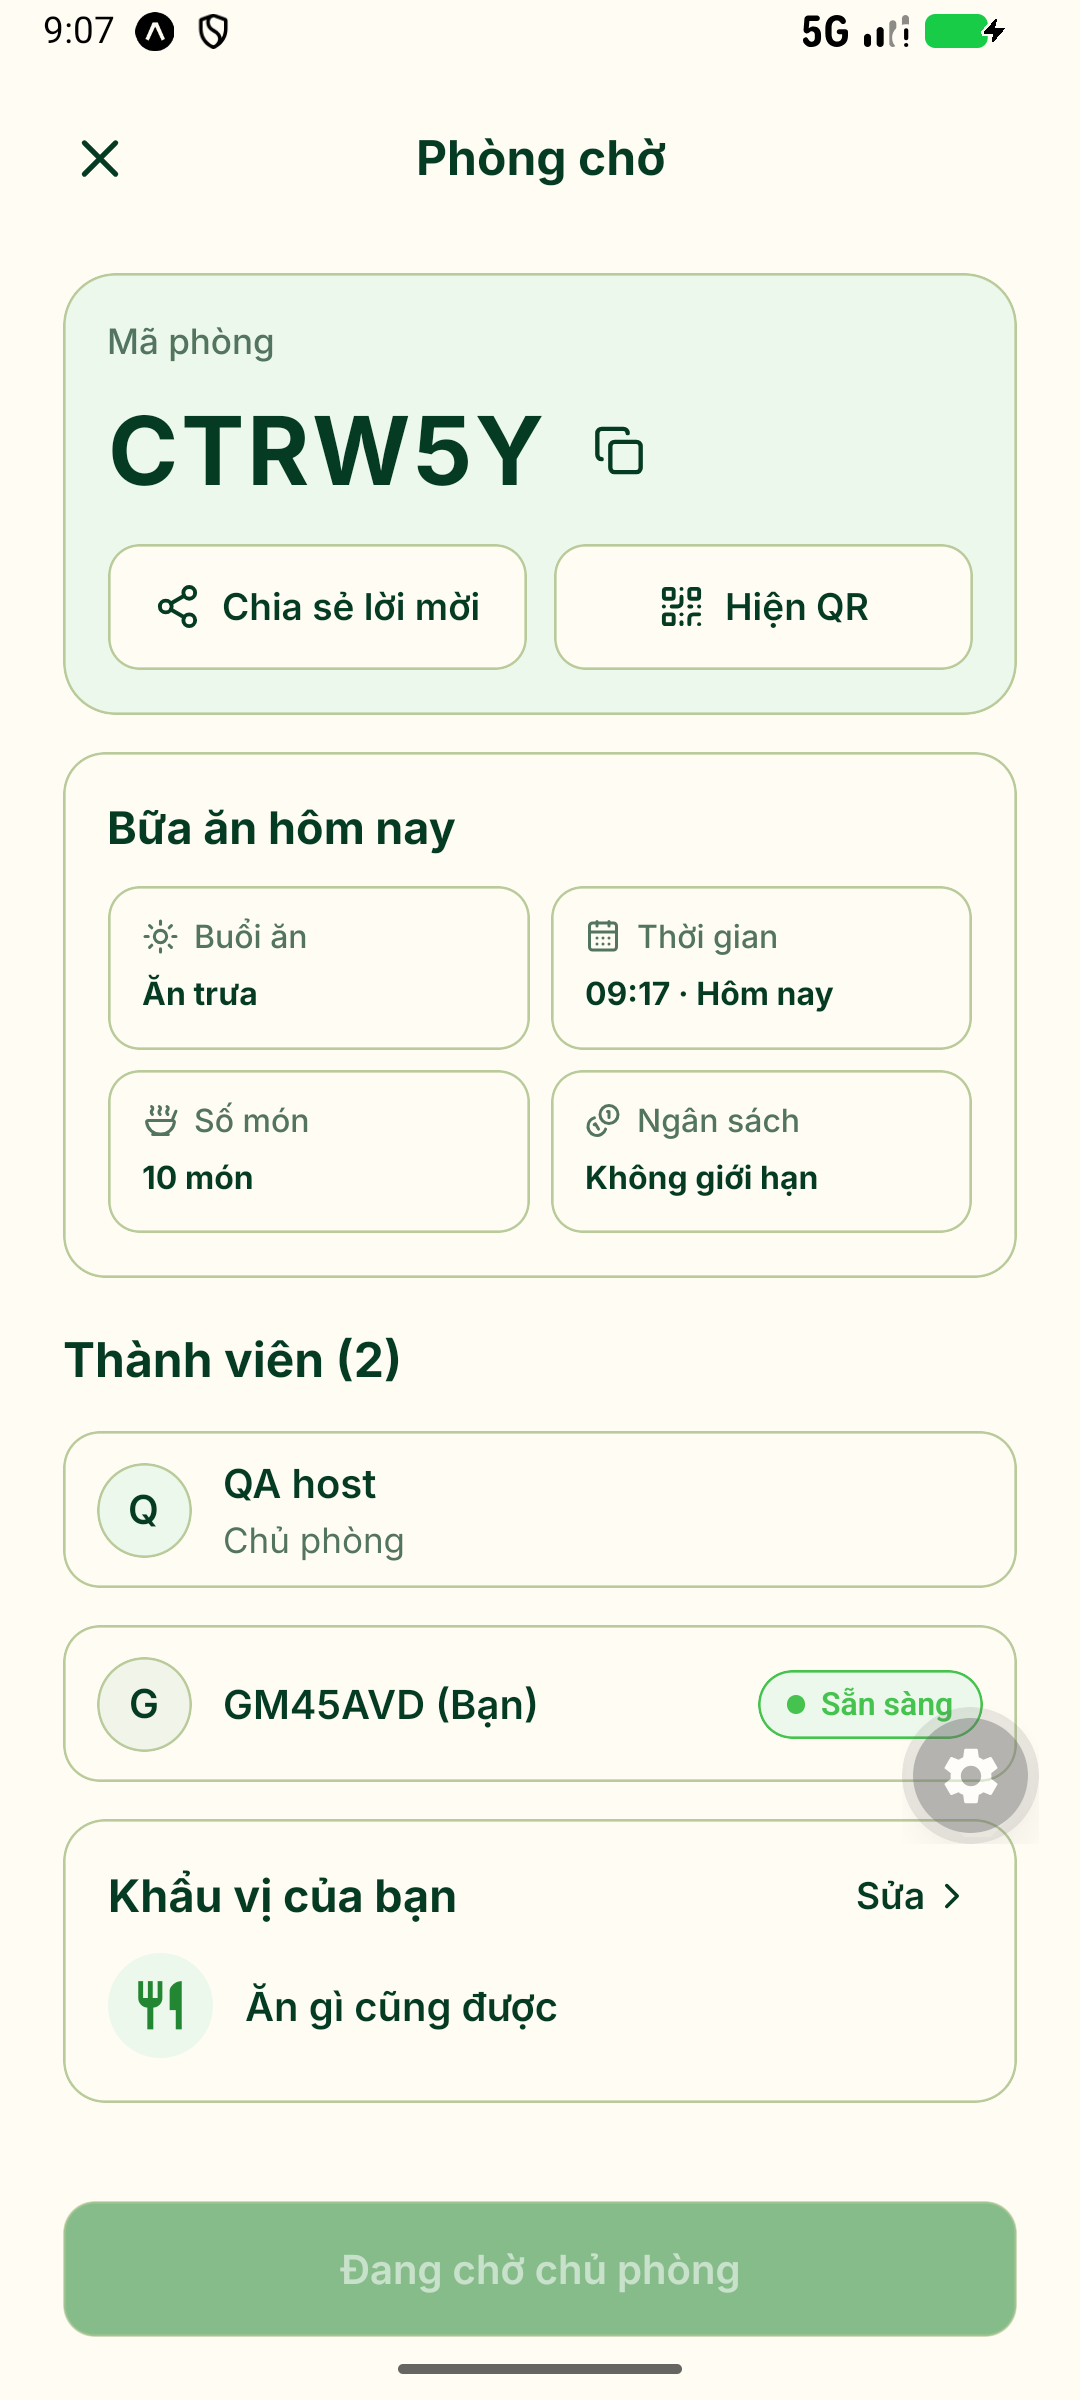 9:07
5G
Phòng chờ
Mã phòng
CTRW5Y
Chia sẻ lời mời
Hiện QR
Bữa ăn hôm nay
Buổi ăn
Ăn trưa
Thời gian
09:17 · Hôm nay
Số món
10 món
Ngân sách
Không giới hạn
Thành viên (2)
Q
QA host
Chủ phòng
G
GM45AVD (Bạn)
Sẵn sàng
Khẩu vị của bạn
Sửa
Ăn gì cũng được
Đang chờ chủ phòng